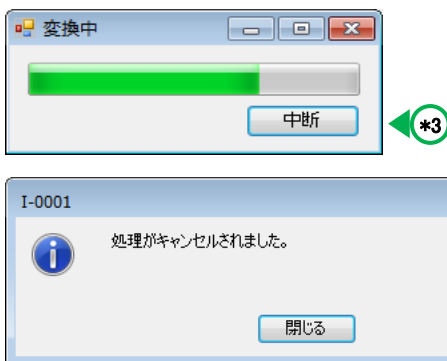 変換中
中断
*3
I-0001
処理がキャンセルされました。
閉じる